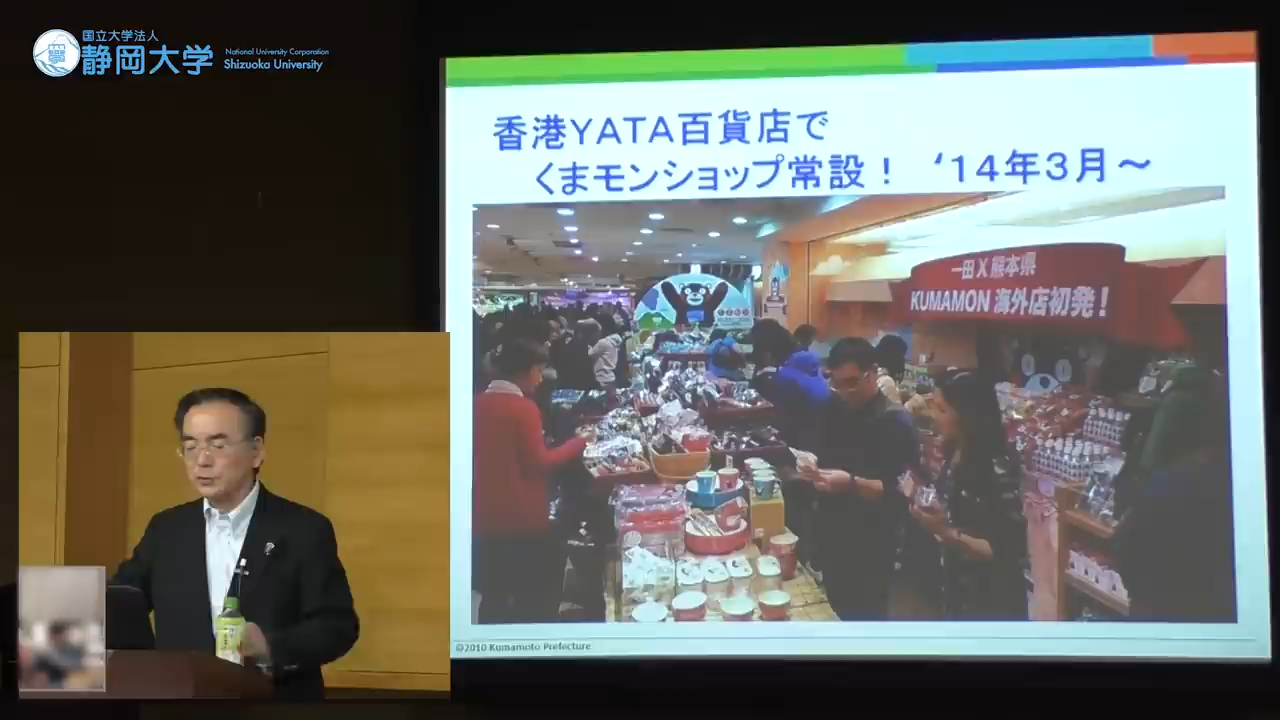 国立大学法人
静岡大学
National University Corporation
Shizuoka University
香港YATA百貨店で
くまモンショップ常設！ ‘14年3月～
一田 X 熊本県
KUMAMON 海外店初発！
©2010 Kumamoto Prefecture